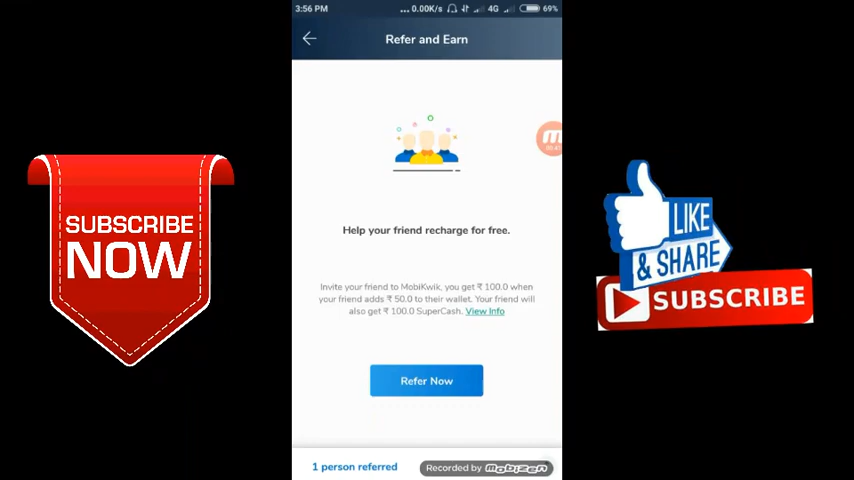 3:56 PM
... 0.00K/s
4G
69%
Refer and Earn
Help your friend recharge for free.
Invite your friend to MobiKwik, you get ₹ 100.0 when
your friend adds ₹ 50.0 to their wallet. Your friend will
also get ₹ 100.0 SuperCash. View Info
Refer Now
1 person referred
Recorded by mobizen
SUBSCRIBE
NOW
LIKE
& SHARE
SUBSCRIBE